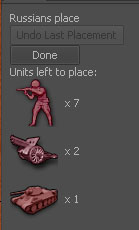 Russians place
Undo Last Placement
Done
Units left to place:
x 7
x 2
x 1